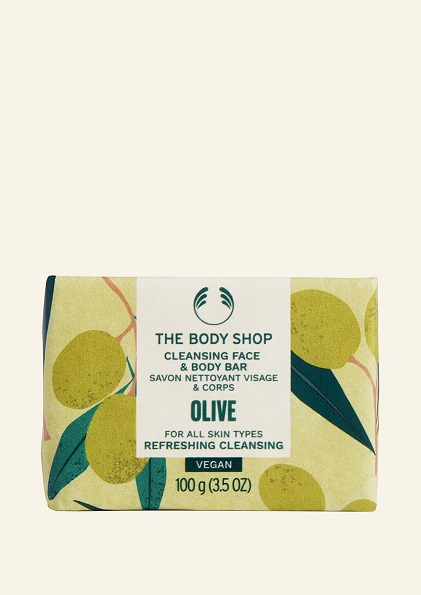 THE BODY SHOP
CLEANSING FACE
& BODY BAR
SAVON NETTOYANT VISAGE
& CORPS
OLIVE
FOR ALL SKIN TYPES
REFRESHING CLEANSING
VEGAN
100 g (3.5 OZ)